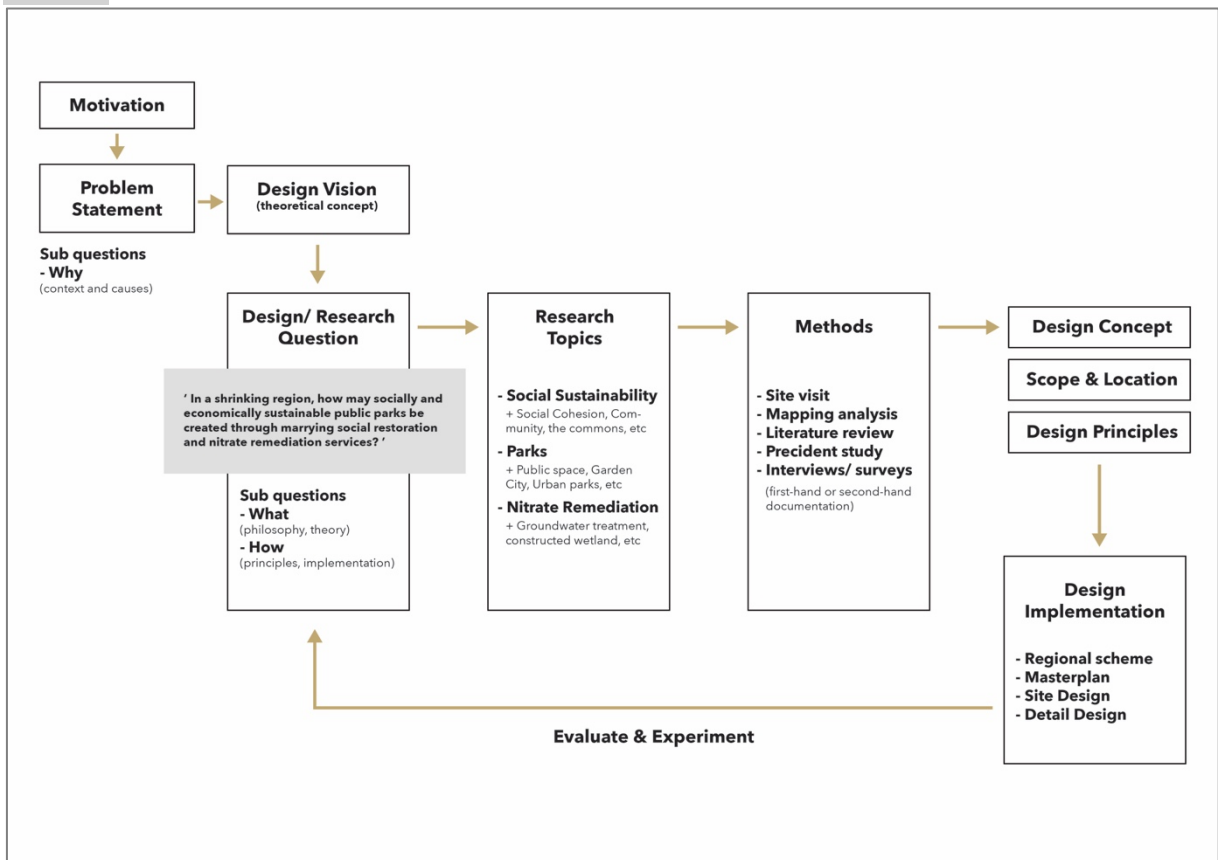 Motivation
Problem
Statement
Sub questions
- Why
(context and causes)
Design Vision
(theoretical concept)
Design/ Research
Question
' In a shrinking region, how may socially and
economically sustainable public parks be
created through marrying social restoration
and nitrate remediation services? '
Sub questions
- What
(philosophy, theory)
- How
(principles, implementation)
Research
Topics
- Social Sustainability
+ Social Cohesion, Com-
munity, the commons, etc
- Parks
+ Public space, Garden
City, Urban parks, etc
- Nitrate Remediation
+ Groundwater treatment,
constructed wetland, etc
Methods
- Site visit
- Mapping analysis
- Literature review
- Precident study
- Interviews/ surveys
(first-hand or second-hand
documentation)
Design Concept
Scope & Location
Design Principles
Design
Implementation
- Regional scheme
- Masterplan
- Site Design
- Detail Design
Evaluate & Experiment